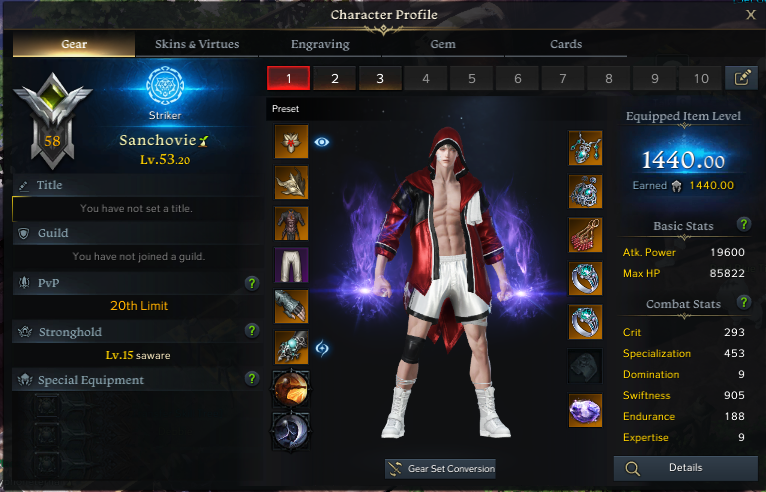 Character Profile
X
Gear
Skins & Virtues
Engraving
Gem
Cards
1 2 3 4 5 6 7 8 9 10
58
Striker
Sanchovie
Lv.53.20
Title
You have not set a title.
Guild
You have not joined a guild.
PvP ?
20th Limit
Stronghold ?
Lv.15 saware
Special Equipment ?
Preset
Gear Set Conversion
Equipped Item Level
1440.00
Earned 1440.00
Basic Stats ?
Atk. Power 19600
Max HP 85822
Combat Stats ?
Crit 293
Specialization 453
Domination 9
Swiftness 905
Endurance 188
Expertise 9
Details